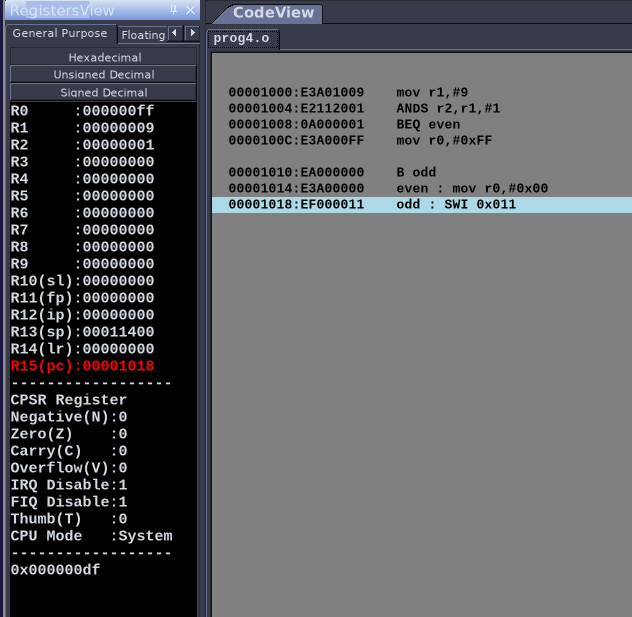 RegistersView
General Purpose Floating
Hexadecimal
Unsigned Decimal
Signed Decimal
R0 :000000ff
R1 :00000009
R2 :00000001
R3 :00000000
R4 :00000000
R5 :00000000
R6 :00000000
R7 :00000000
R8 :00000000
R9 :00000000
R10(sl):00000000
R11(fp):00000000
R12(ip):00000000
R13(sp):00011400
R14(lr):00000000
R15(pc):00001018
------------------
CPSR Register
Negative(N):0
Zero(Z) :0
Carry(C) :0
Overflow(V):0
IRQ Disable:1
FIQ Disable:1
Thumb(T) :0
CPU Mode :System
------------------
0x000000df
CodeView
prog4.o
00001000:E3A01009 mov r1,#9
00001004:E2112001 ANDS r2,r1,#1
00001008:0A000001 BEQ even
0000100C:E3A000FF mov r0,#0xFF
00001010:EA000000 B odd
00001014:E3A00000 even : mov r0,#0x00
00001018:EF000011 odd : SWI 0x011